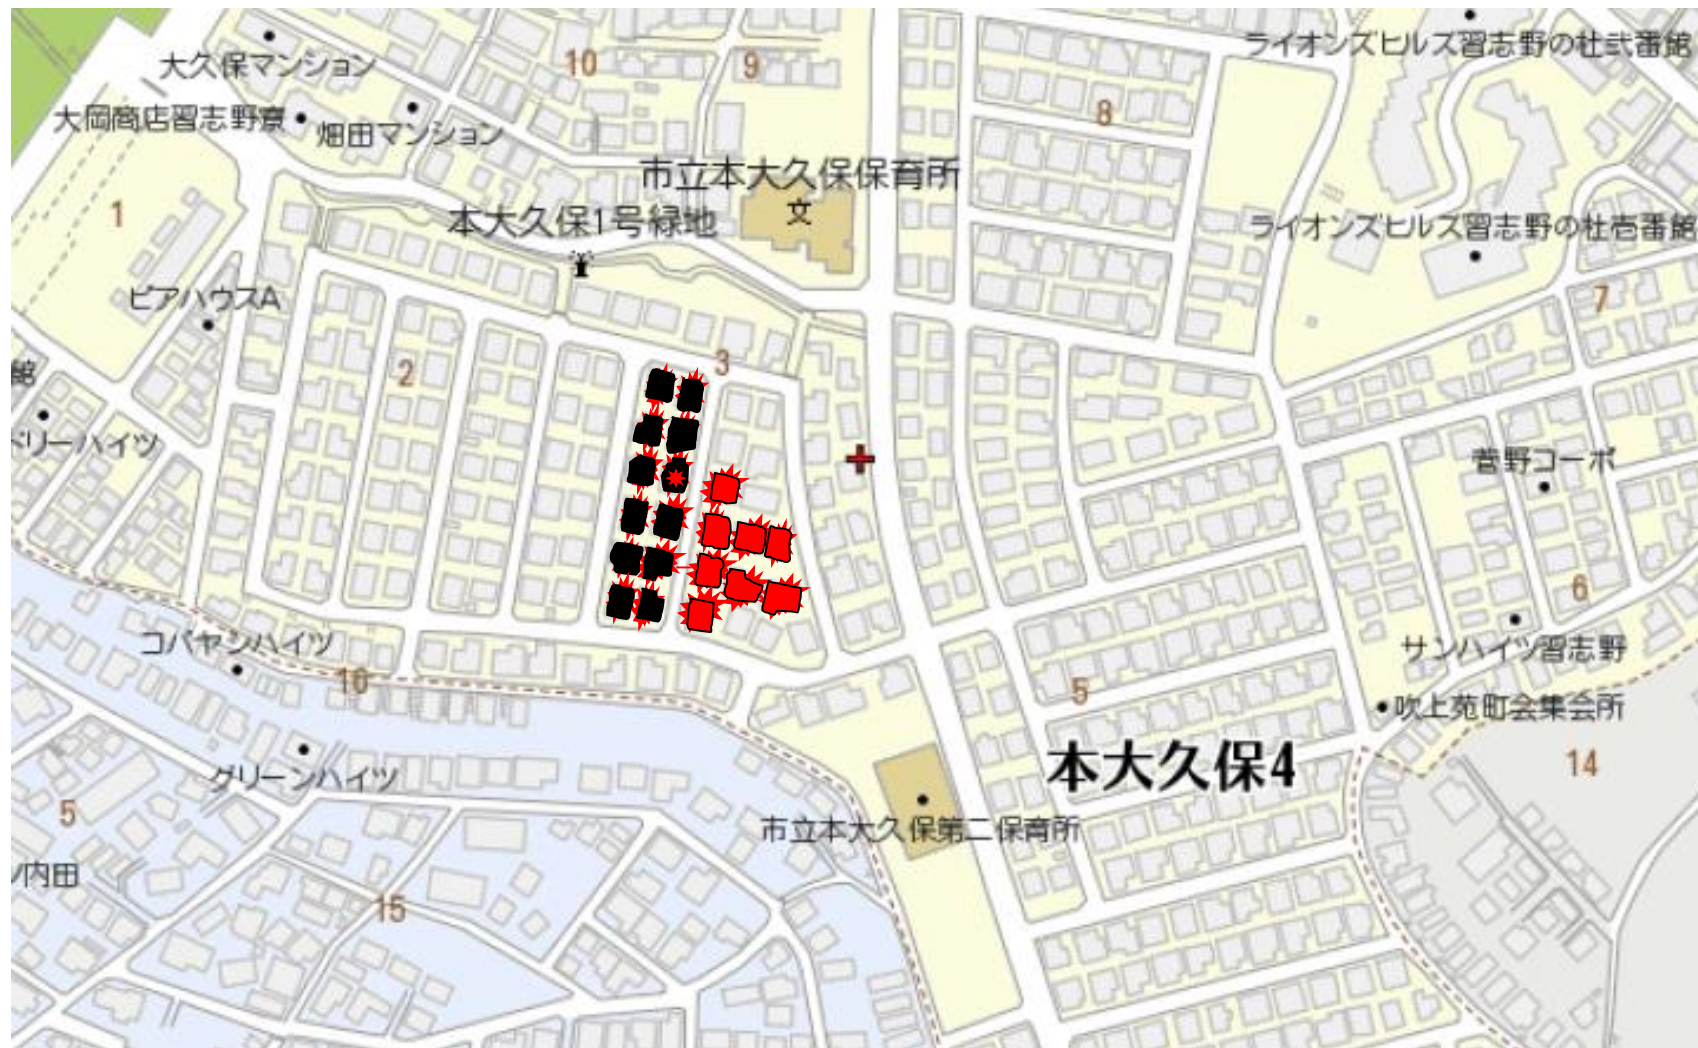 ライオンズヒルズ習志野の杜弐番館
大久保マンション
10
9
8
大岡商店習志野寮
畑田マンション
市立本大久保保育所
文
1
本大久保1号緑地
ライオンズヒルズ習志野の杜壱番館
ピアハウスA
7
館
2
3
ドリーハイツ
菅野コーポ
6
コバヤシハイツ
サンハイツ習志野
16
5
吹上苑町会集会所
グリーンハイツ
本大久保4
14
5
市立本大久保第二保育所
内田
15